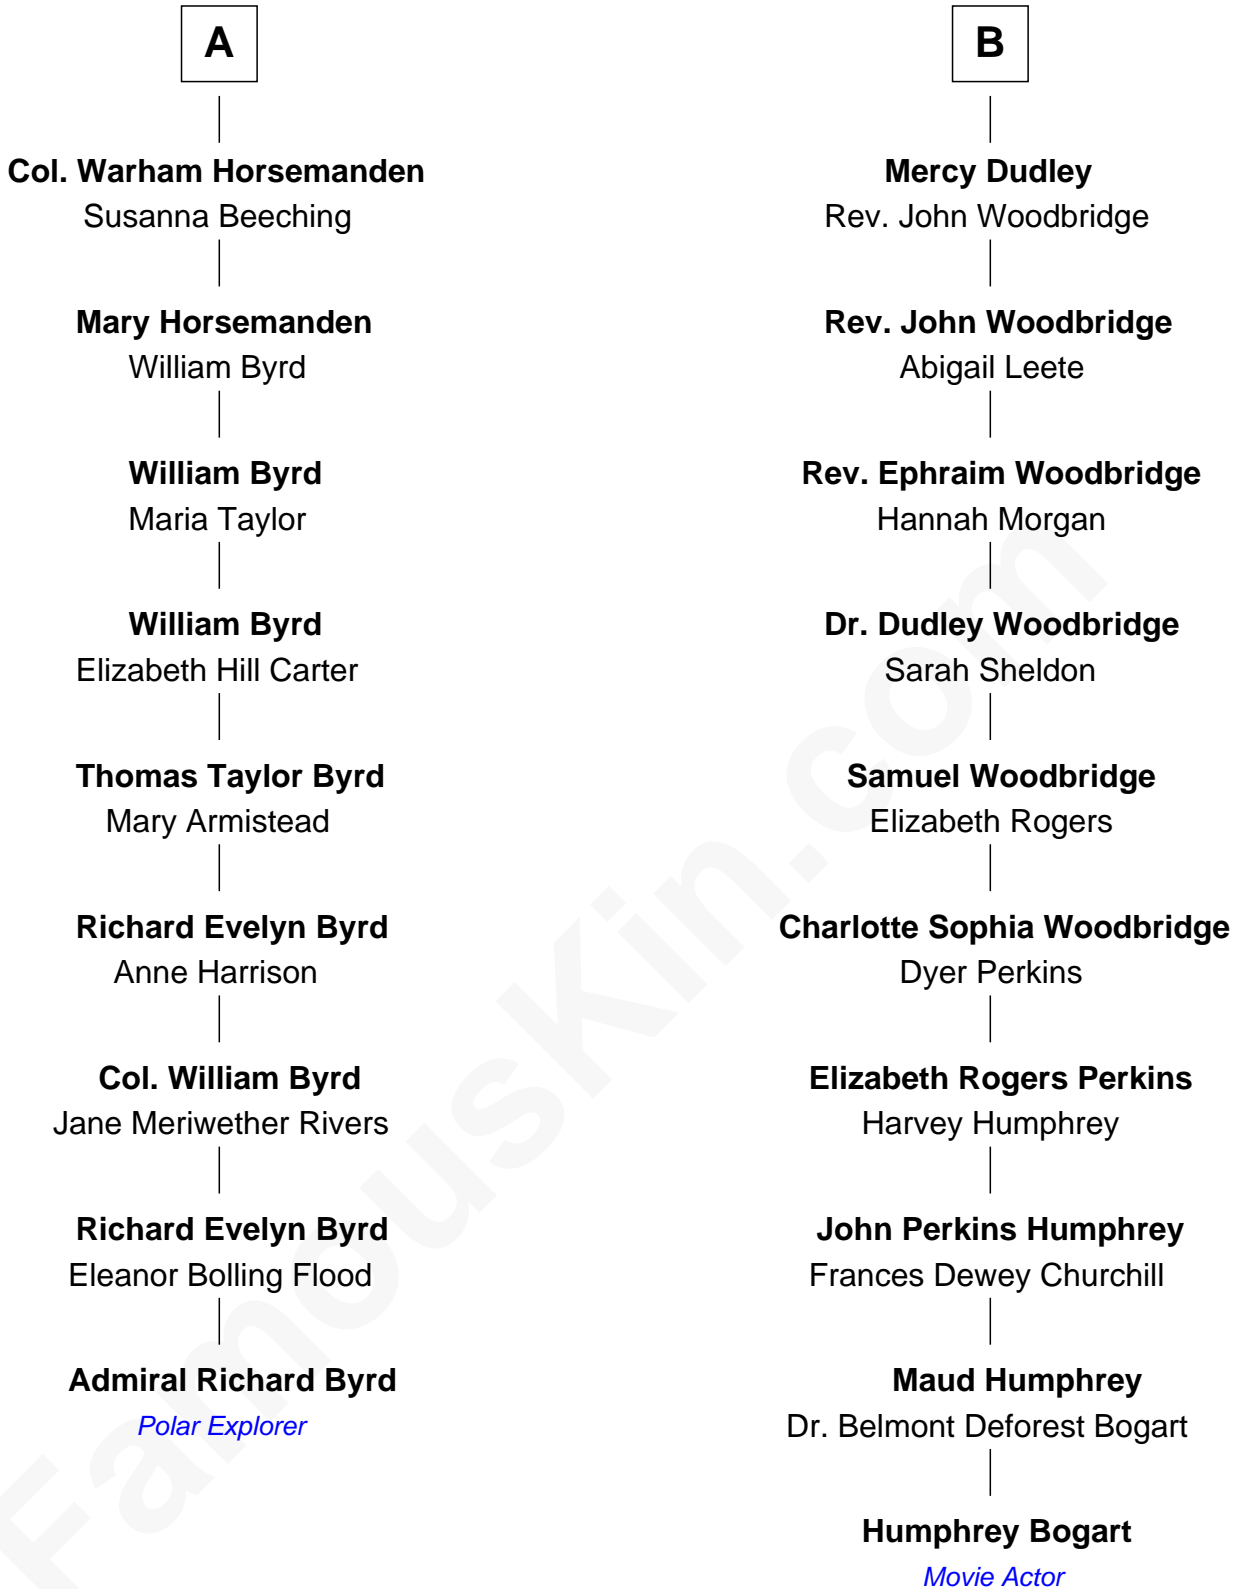 A
Col. Warham Horsemanden
Susanna Beeching
Mary Horsemanden
William Byrd
William Byrd
Maria Taylor
William Byrd
Elizabeth Hill Carter
Thomas Taylor Byrd
Mary Armistead
Richard Evelyn Byrd
Anne Harrison
Col. William Byrd
Jane Meriwether Rivers
Richard Evelyn Byrd
Eleanor Bolling Flood
Admiral Richard Byrd
Polar Explorer
B
Mercy Dudley
Rev. John Woodbridge
Rev. John Woodbridge
Abigail Leete
Rev. Ephraim Woodbridge
Hannah Morgan
Dr. Dudley Woodbridge
Sarah Sheldon
Samuel Woodbridge
Elizabeth Rogers
Charlotte Sophia Woodbridge
Dyer Perkins
Elizabeth Rogers Perkins
Harvey Humphrey
John Perkins Humphrey
Frances Dewey Churchill
Maud Humphrey
Dr. Belmont Deforest Bogart
Humphrey Bogart
Movie Actor
FamousKin.com